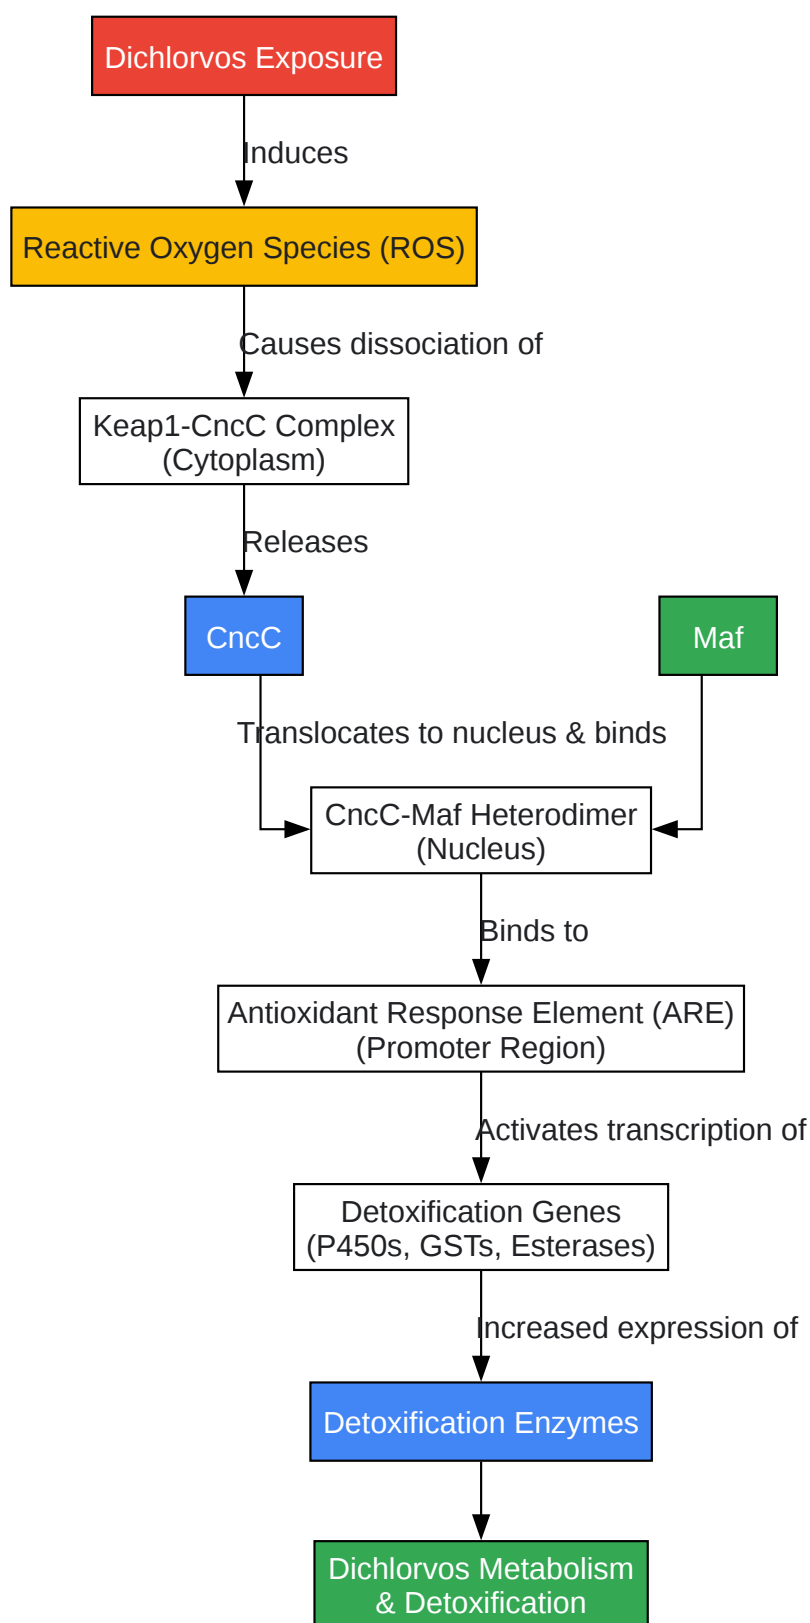 Dichlorvos Exposure
Induces
Reactive Oxygen Species (ROS)
Causes dissociation of
Keap1-CncC Complex
(Cytoplasm)
Releases
CncC
Maf
Translocates to nucleus & binds
CncC-Maf Heterodimer
(Nucleus)
Binds to
Antioxidant Response Element (ARE)
(Promoter Region)
Activates transcription of
Detoxification Genes
(P450s, GSTs, Esterases)
Increased expression of
Detoxification Enzymes
Dichlorvos Metabolism
& Detoxification